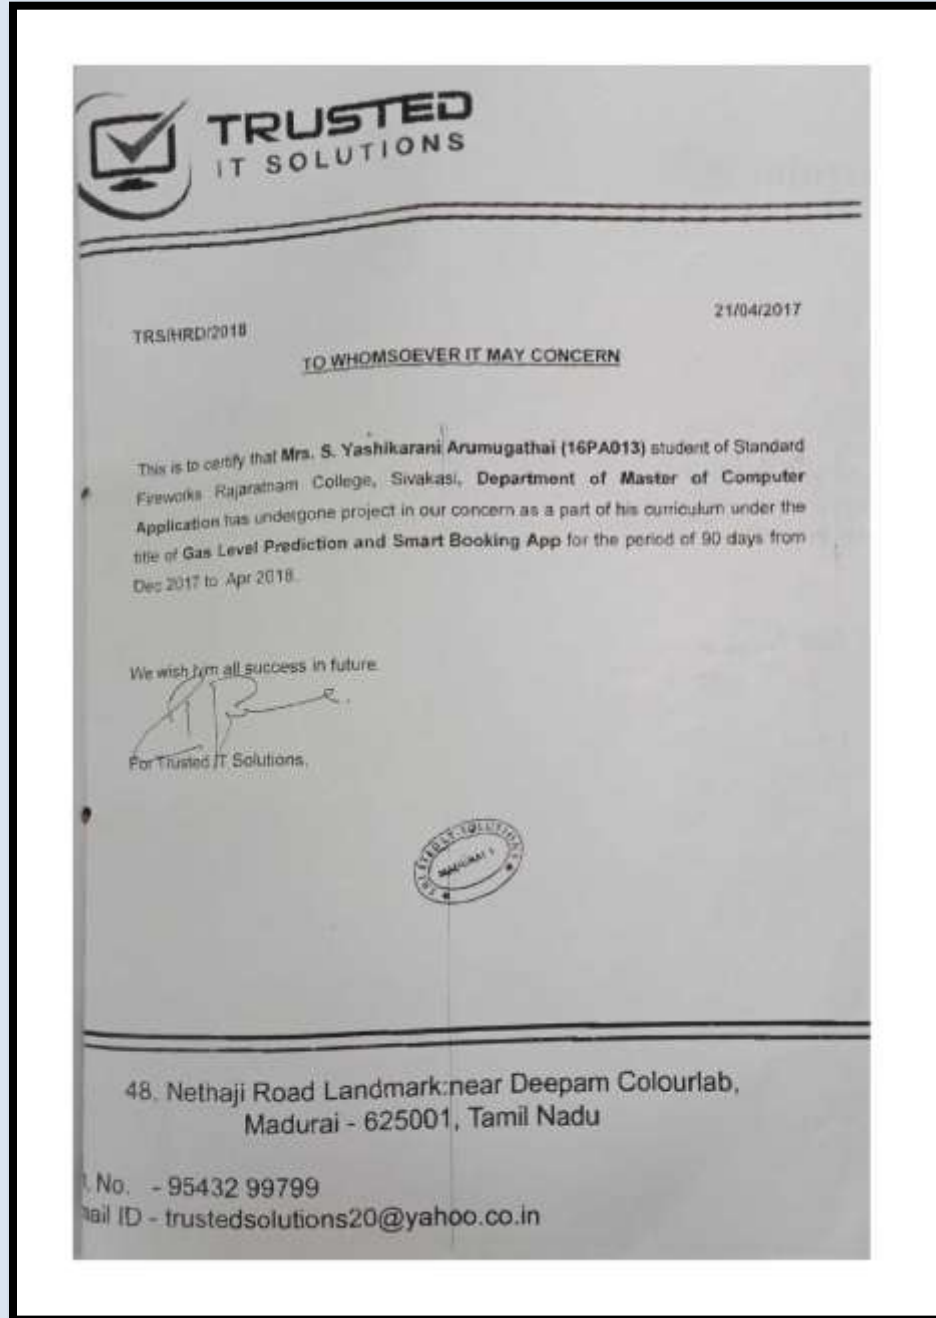 TRUSTED
IT SOLUTIONS
21/04/2017
TRS/HRD/2018
TO WHOMSOEVER IT MAY CONCERN
This is to certify that Mrs. S. Yashikarani Arumugathai (16PA013) student of Standard
Fireworks Rajaratnam College, Sivakasi, Department of Master of Computer
Application has undergone project in our concern as a part of his curriculum under the
title of Gas Level Prediction and Smart Booking App for the period of 90 days from
Dec 2017 to Apr 2018.
We wish him all success in future.
For Trusted IT Solutions.
48, Nethaji Road Landmark:near Deepam Colourlab,
Madurai - 625001, Tamil Nadu
No. - 95432 99799
ail ID - trustedsolutions20@yahoo.co.in